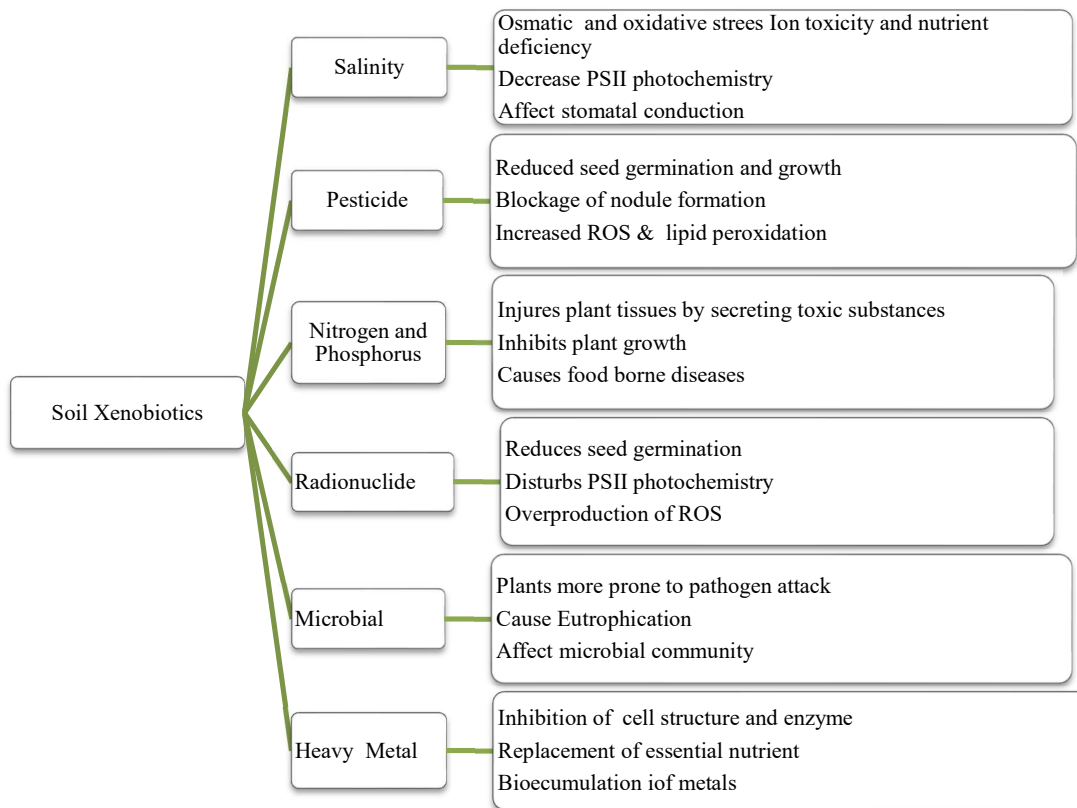 Soil Xenobiotics
Salinity
Osmatic and oxidative strees Ion toxicity and nutrient
deficiency
Decrease PSII photochemistry
Affect stomatal conduction
Pesticide
Reduced seed germination and growth
Blockage of nodule formation
Increased ROS & lipid peroxidation
Nitrogen and
Phosphorus
Injures plant tissues by secreting toxic substances
Inhibits plant growth
Causes food borne diseases
Radionuclide
Reduces seed germination
Disturbs PSII photochemistry
Overproduction of ROS
Microbial
Plants more prone to pathogen attack
Cause Eutrophication
Affect microbial community
Heavy Metal
Inhibition of cell structure and enzyme
Replacement of essential nutrient
Bioecumulation iof metals